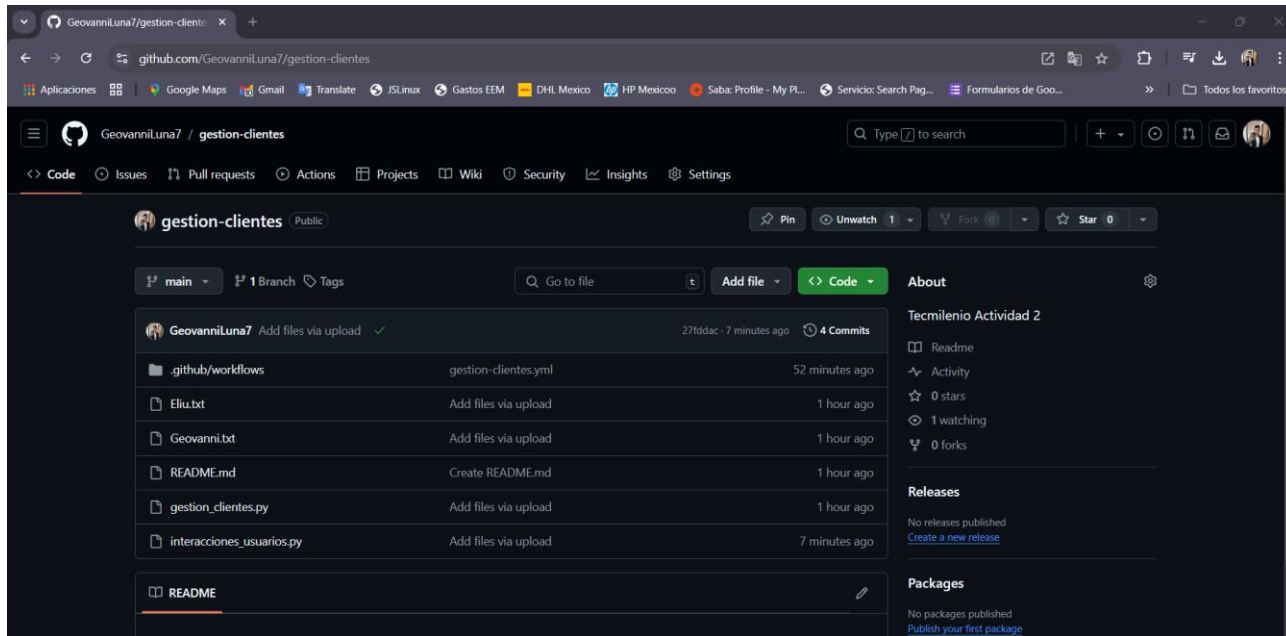 GeovanniLuna7/gestion-cliente
github.com/GeovanniLuna7/gestion-clientes
Aplicaciones Google Maps Gmail Translate JSLinux Gastos EEM DHL Mexico HP Mexicoo Saba: Profile - My Pl... Servicio: Search Pag... Formularios de Goo... » Todos los favoritos
GeovanniLuna7 / gestion-clientes Type / to search
<> Code Issues Pull requests Actions Projects Wiki Security Insights Settings
gestion-clientes Public Pin Unwatch 1 Fork 0 Star 0
main 1 Branch Tags Go to file t Add file <> Code
GeovanniLuna7 Add files via upload 27fddac · 7 minutes ago 4 Commits
.github/workflows gestion-clientes.yml 52 minutes ago
Eliu.txt Add files via upload 1 hour ago
Geovanni.txt Add files via upload 1 hour ago
README.md Create README.md 1 hour ago
gestion_clientes.py Add files via upload 1 hour ago
interacciones_usuarios.py Add files via upload 7 minutes ago
README
About
Tecmilenio Actividad 2
Readme
Activity
0 stars
1 watching
0 forks
Releases
No releases published
Create a new release
Packages
No packages published
Publish your first package